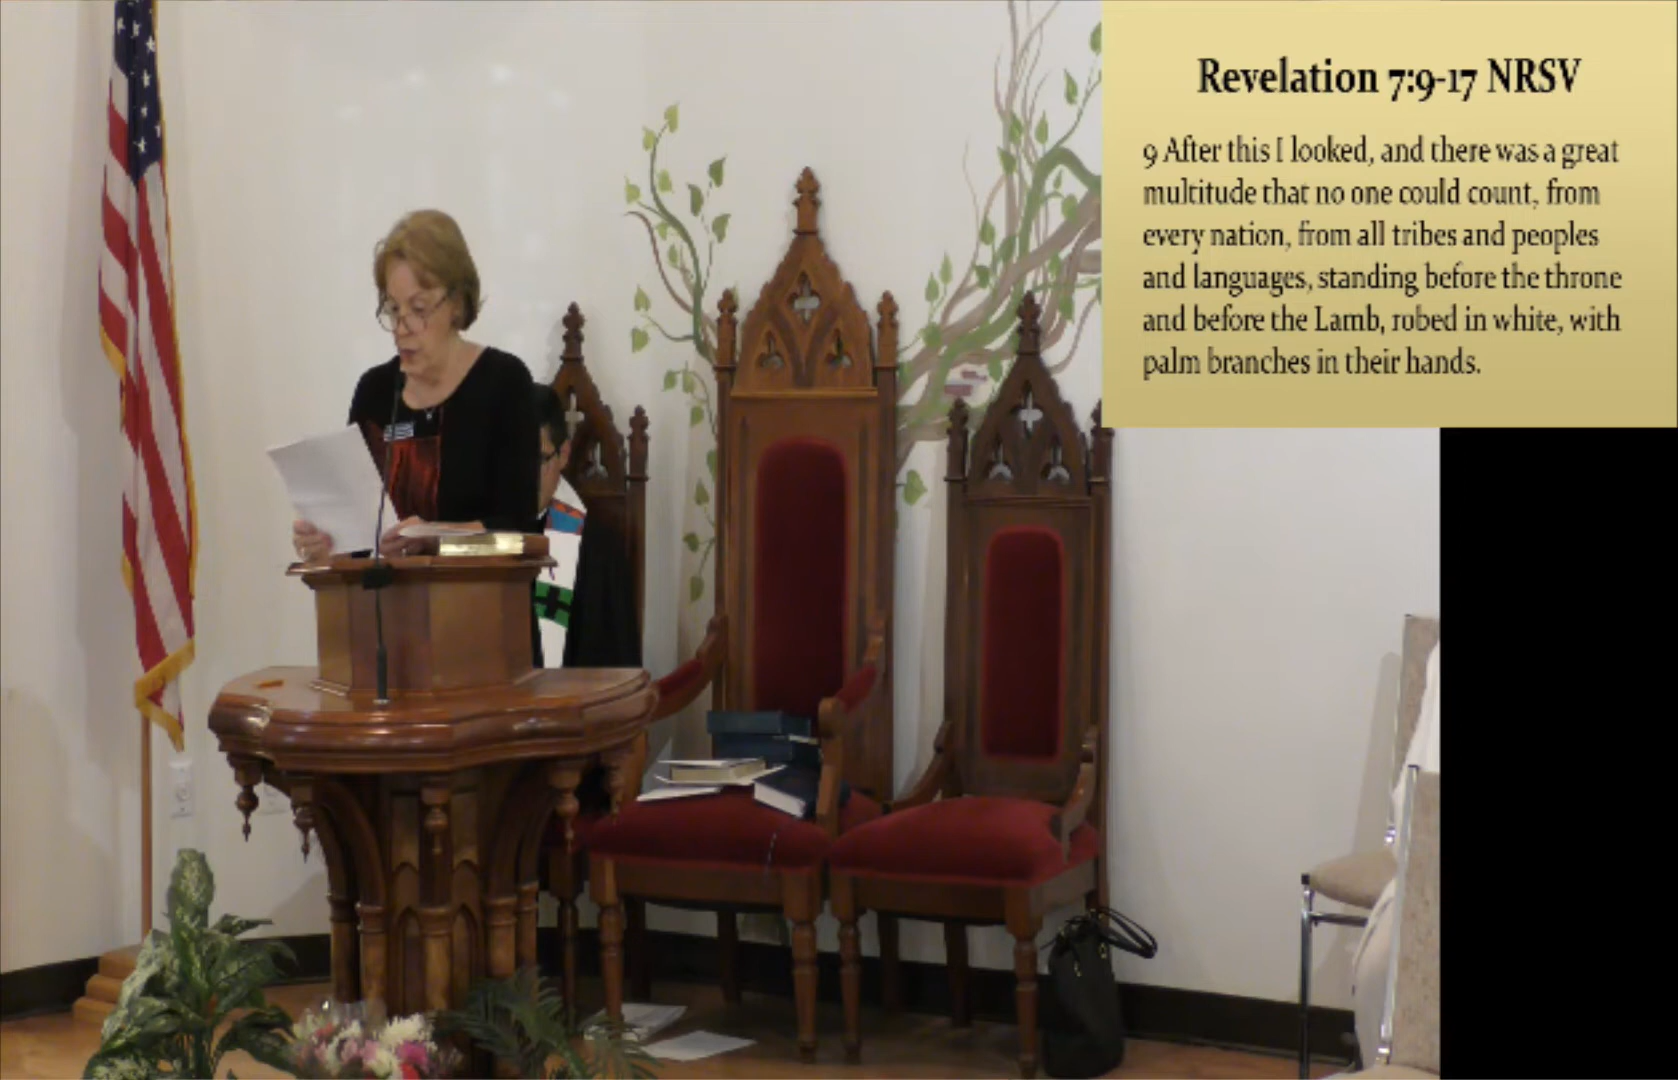 Revelation 7:9-17 NRSV
9 After this I looked, and there was a great
multitude that no one could count, from
every nation, from all tribes and peoples
and languages, standing before the throne
and before the Lamb, robed in white, with
palm branches in their hands.